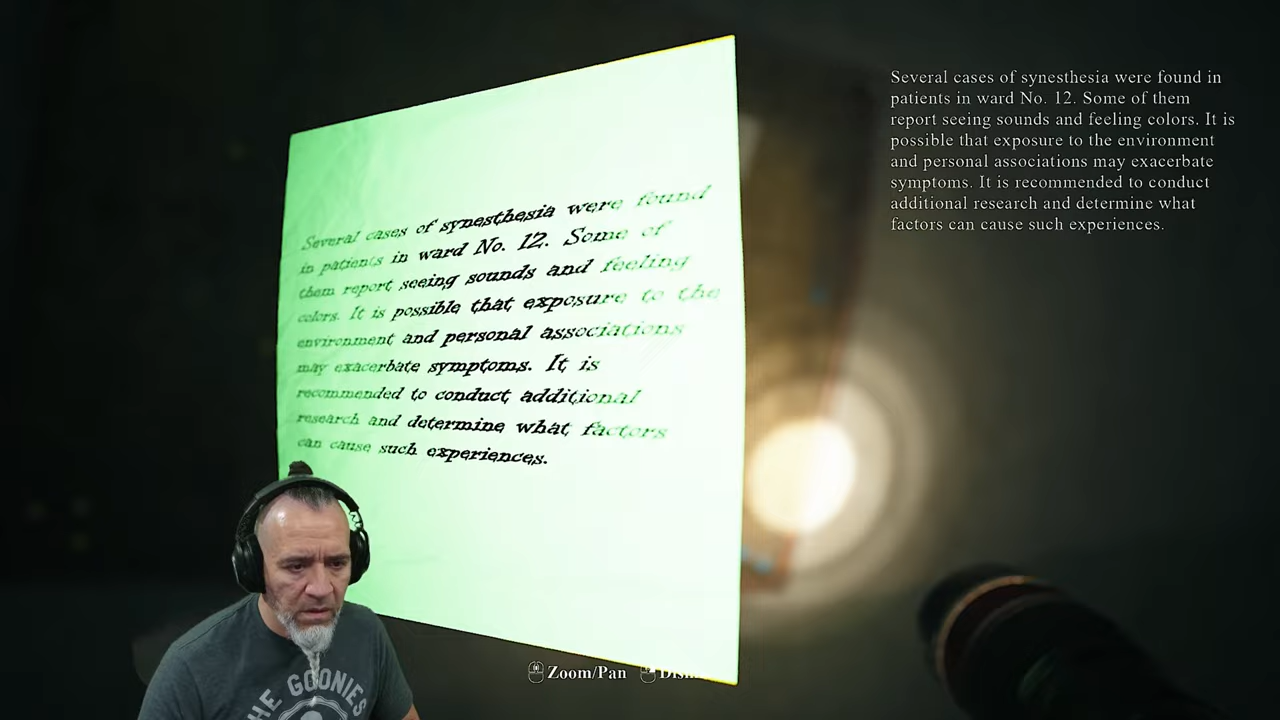 Several cases of synesthesia were found
in patients in ward No. 12. Some of
them report seeing sounds and feeling
colors. It is possible that exposure to the
environment and personal associations
may exacerbate symptoms. It is
recommended to conduct additional
research and determine what factors
can cause such experiences.
Several cases of synesthesia were found in
patients in ward No. 12. Some of them
report seeing sounds and feeling colors. It is
possible that exposure to the environment
and personal associations may exacerbate
symptoms. It is recommended to conduct
additional research and determine what
factors can cause such experiences.
Zoom/Pan
THE GOONIES